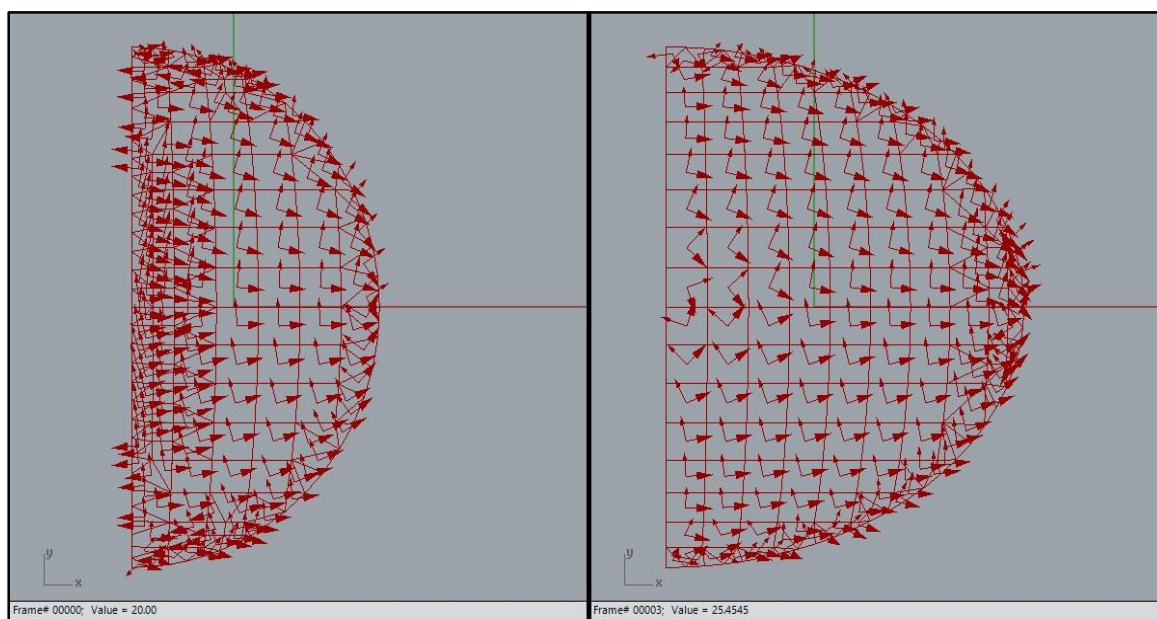 y
x
Frame# 00000; Value = 20.00
y
x
Frame# 00003; Value = 25.4545